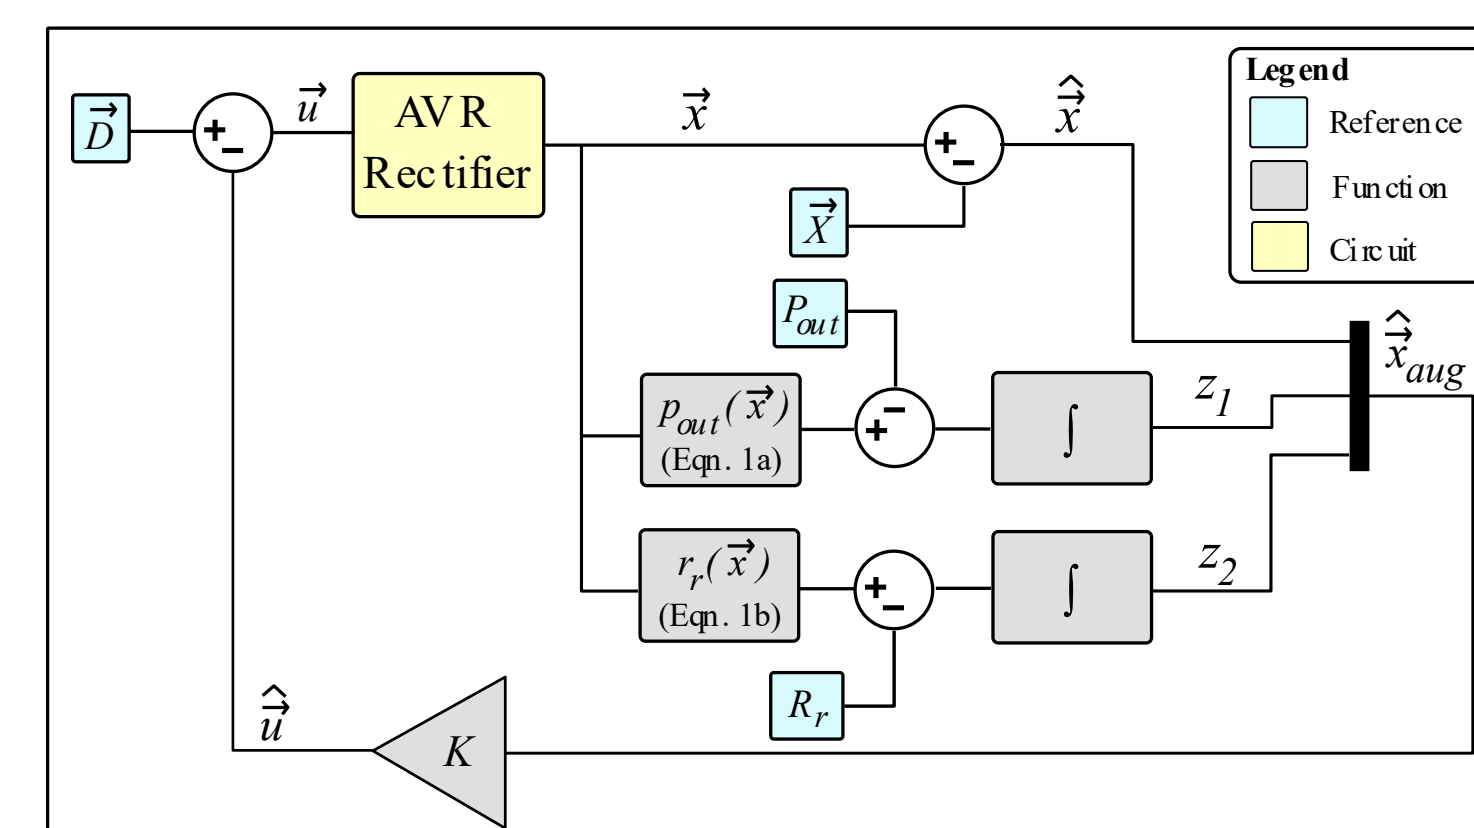 Legend
Reference
Function
Circuit
D⃗
+
−
u⃗
AVR
Rectifier
x⃗
+
−
x̂⃗
X⃗
P_out
p_out(x⃗)
(Eqn. 1a)
+
−
∫
z_1
x̂⃗_aug
r_r(x⃗)
(Eqn. 1b)
+
−
∫
z_2
R_r
û⃗
K